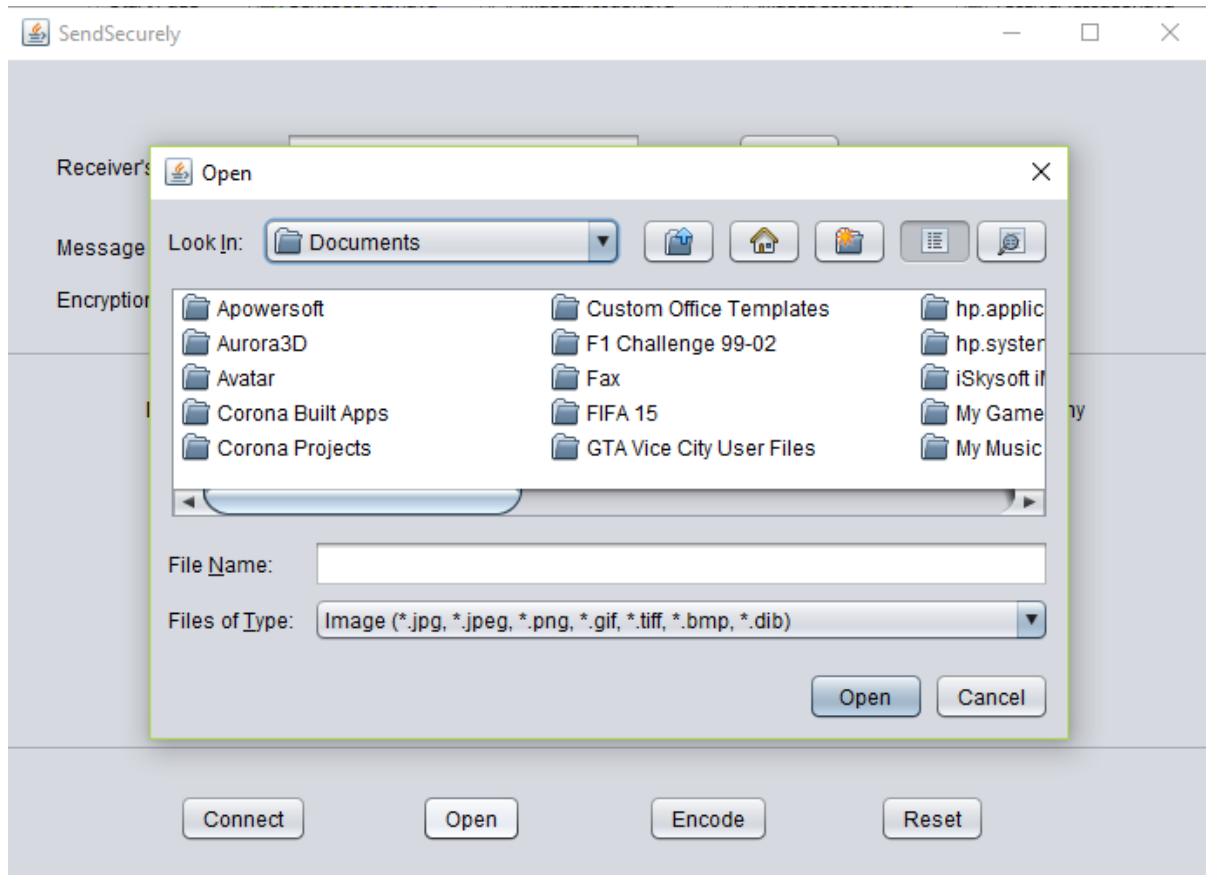 SendSecurely
Receiver's
Open
Message
Look In: Documents
Encryption
Apowersoft Custom Office Templates hp.applic
Aurora3D F1 Challenge 99-02 hp.system
Avatar Fax iSkysoft
Corona Built Apps FIFA 15 My Game
Corona Projects GTA Vice City User Files My Music
File Name:
Files of Type: Image (*.jpg, *.jpeg, *.png, *.gif, *.tiff, *.bmp, *.dib)
Open Cancel
Connect Open Encode Reset